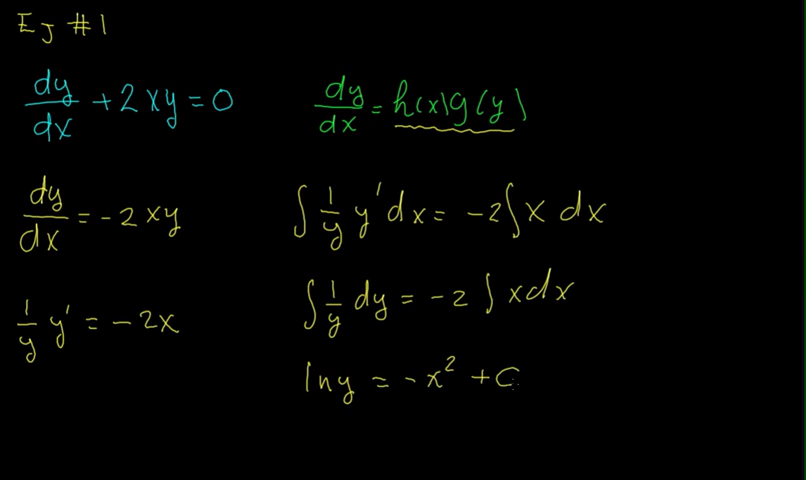 Ej #1
dy/dx + 2xy = 0
dy/dx = h(x)g(y)
dy/dx = -2xy
1/y y' = -2x
∫ 1/y y' dx = -2 ∫ x dx
∫ 1/y dy = -2 ∫ x dx
ln y = -x² + C